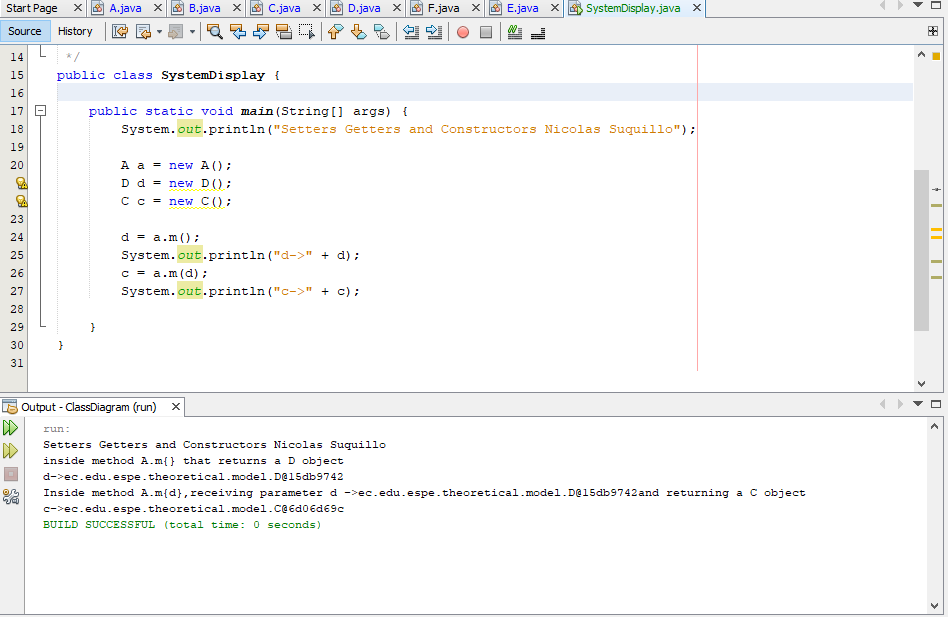 Start Page A.java B.java C.java D.java F.java E.java SystemDisplay.java
Source History
14 */
15 public class SystemDisplay {
16
17 public static void main(String[] args) {
18 System.out.println("Setters Getters and Constructors Nicolas Suquillo");
19
20 A a = new A();
D d = new D();
C c = new C();
23
24 d = a.m();
25 System.out.println("d->" + d);
26 c = a.m(d);
27 System.out.println("c->" + c);
28
29 }
30 }
31
Output - ClassDiagram (run)
run:
Setters Getters and Constructors Nicolas Suquillo
inside method A.m{} that returns a D object
d->ec.edu.espe.theoretical.model.D@15db9742
Inside method A.m{d},receiving parameter d ->ec.edu.espe.theoretical.model.D@15db9742and returning a C object
c->ec.edu.espe.theoretical.model.C@6d06d69c
BUILD SUCCESSFUL (total time: 0 seconds)